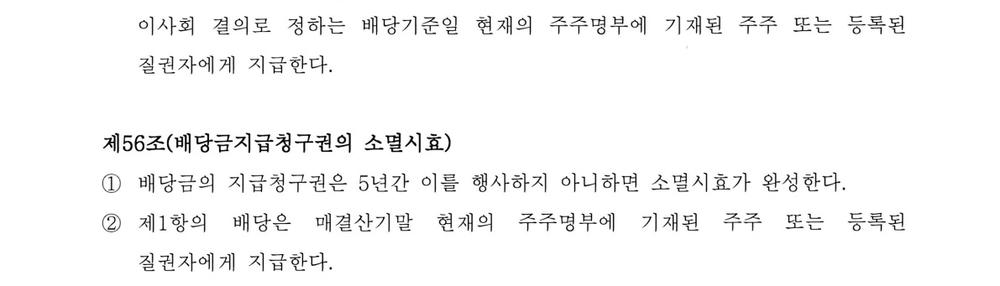 이사회 결의로 정하는 배당기준일 현재의 주주명부에 기재된 주주 또는 등록된
질권자에게 지급한다.
제56조(배당금지급청구권의 소멸시효)
① 배당금의 지급청구권은 5년간 이를 행사하지 아니하면 소멸시효가 완성한다.
② 제1항의 배당은 매결산기말 현재의 주주명부에 기재된 주주 또는 등록된
질권자에게 지급한다.